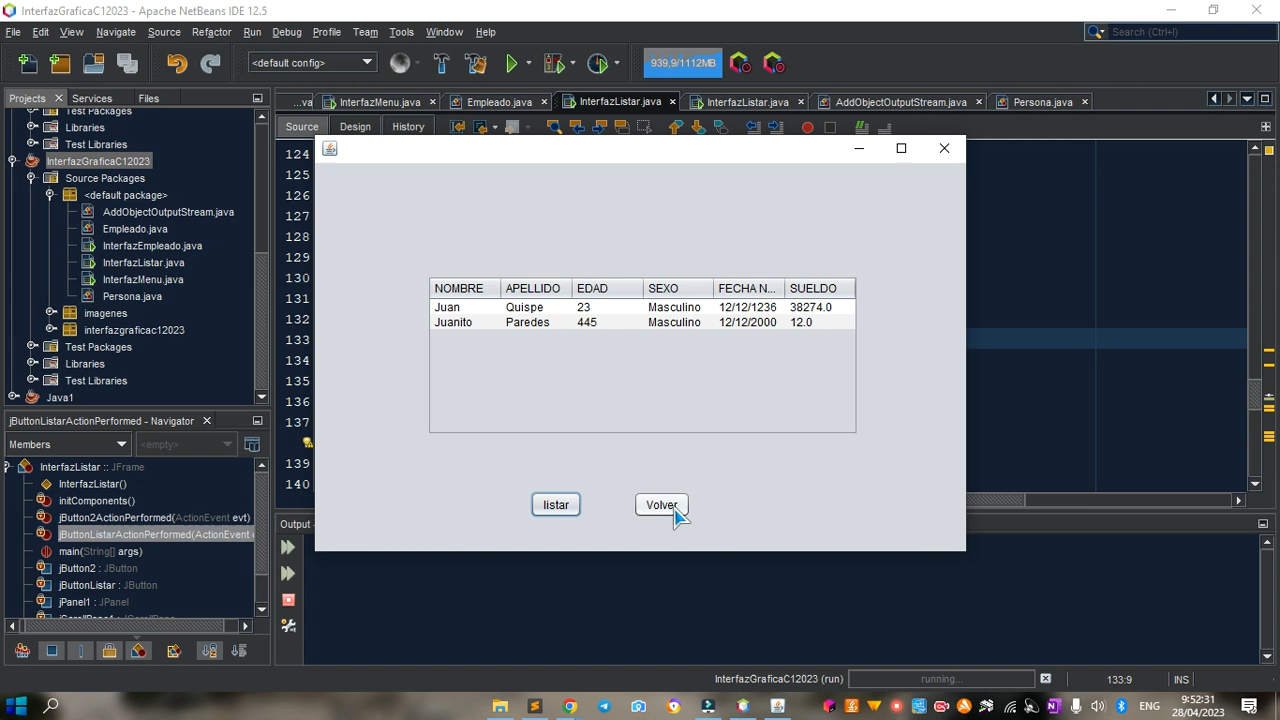 InterfazGraficaC12023 - Apache NetBeans IDE 12.5
File Edit View Navigate Source Refactor Run Debug Profile Team Tools Window Help
Search (Ctrl+I)
<default config>
939,9/1112MB
Projects Services Files
...va InterfazMenu.java Empleado.java InterfazListar.java InterfazListar.java AddObjectOutputStream.java Persona.java
Source Design History
Test Packages
Libraries
Test Libraries
InterfazGraficaC12023
Source Packages
<default package>
AddObjectOutputStream.java
Empleado.java
InterfazEmpleado.java
InterfazListar.java
InterfazMenu.java
Persona.java
imagenes
interfazgraficac12023
Test Packages
Libraries
Test Libraries
Java1
124
125
126
127
128
129
130
131
132
133
134
135
136
137
139
140
NOMBRE APELLIDO EDAD SEXO FECHA N... SUELDO
Juan Quispe 23 Masculino 12/12/1236 38274.0
Juanito Paredes 445 Masculino 12/12/2000 12.0
listar Volver
jButtonListarActionPerformed - Navigator
Members <empty>
InterfazListar :: JFrame
InterfazListar()
initComponents()
jButton2ActionPerformed(ActionEvent evt)
jButtonListarActionPerformed(ActionEvent
main(String[] args)
jButton2 : JButton
jButtonListar : JButton
jPanel1 : JPanel
Output -
InterfazGraficaC12023 (run) running... 133:9 INS
ENG
9:52:31
28/04/2023